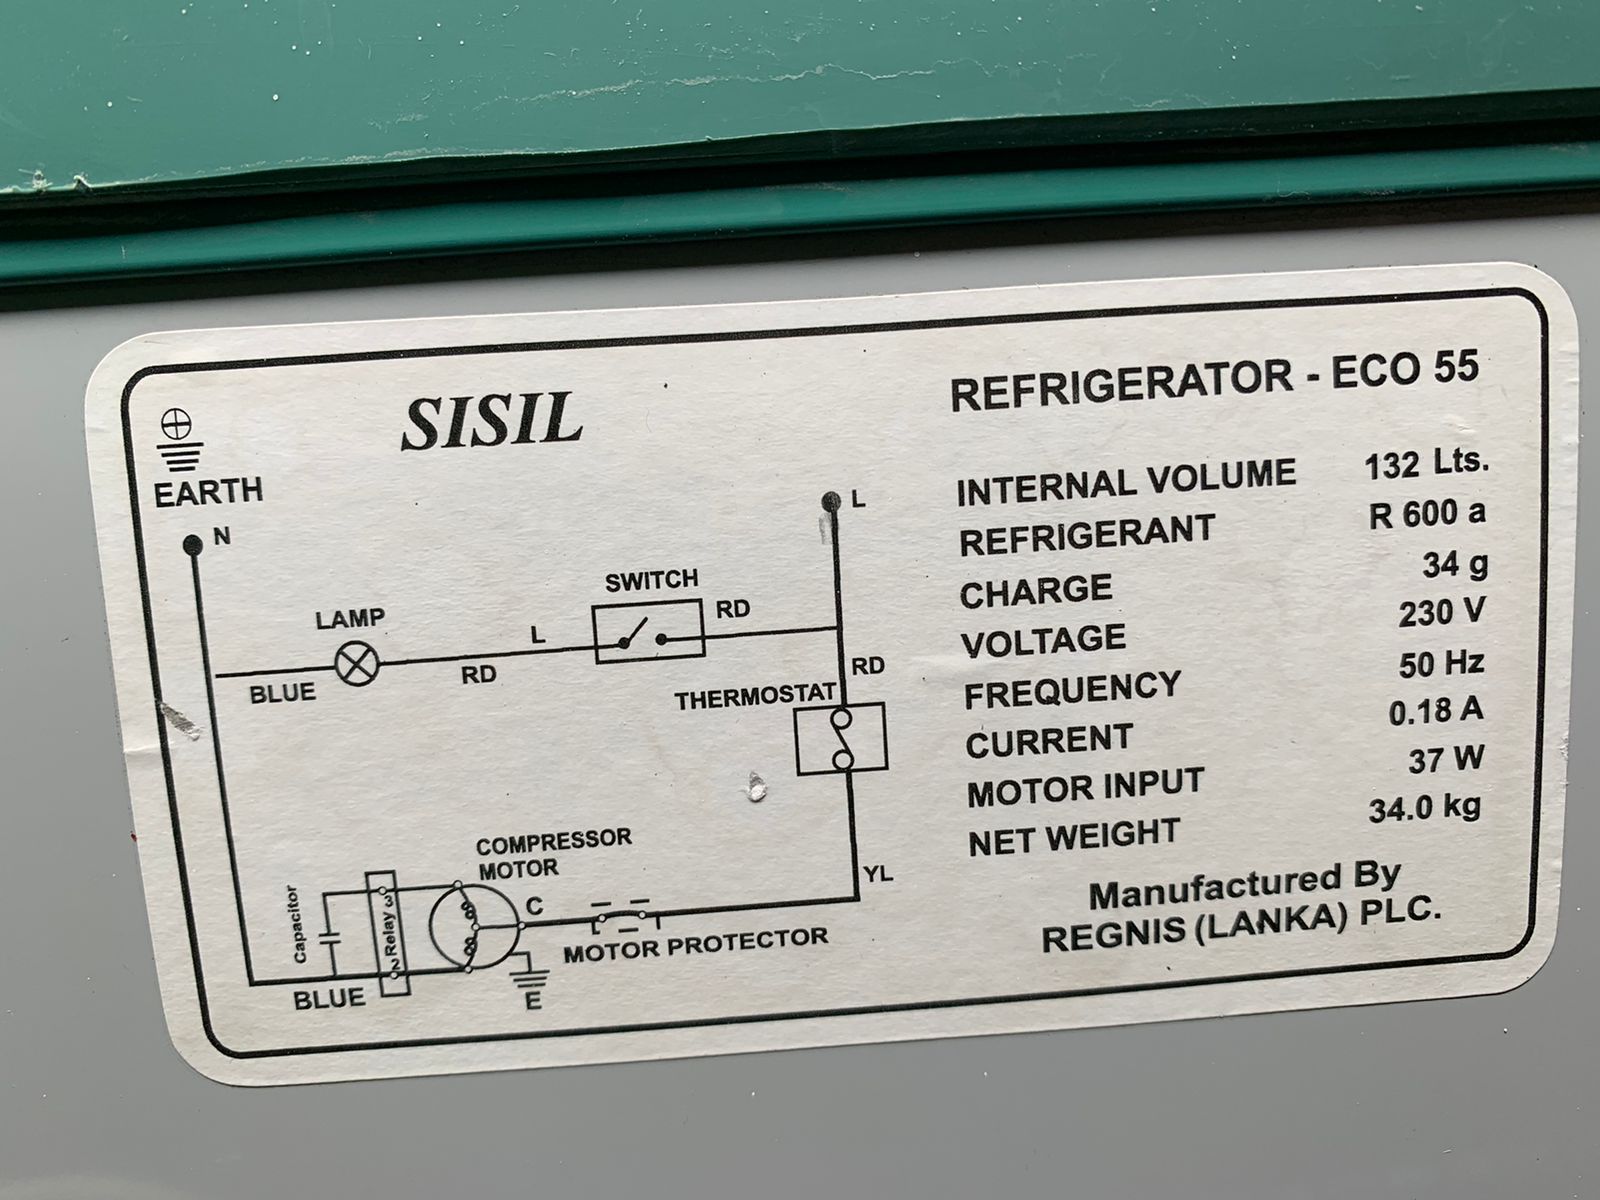 SISIL
EARTH
N
LAMP
BLUE
RD
L
SWITCH
RD
L
RD
THERMOSTAT
YL
COMPRESSOR
MOTOR
C
MOTOR PROTECTOR
Capacitor
2 Relay 3
BLUE
E
REFRIGERATOR - ECO 55
INTERNAL VOLUME 132 Lts.
REFRIGERANT R 600 a
CHARGE 34 g
VOLTAGE 230 V
FREQUENCY 50 Hz
CURRENT 0.18 A
MOTOR INPUT 37 W
NET WEIGHT 34.0 kg
Manufactured By
REGNIS (LANKA) PLC.